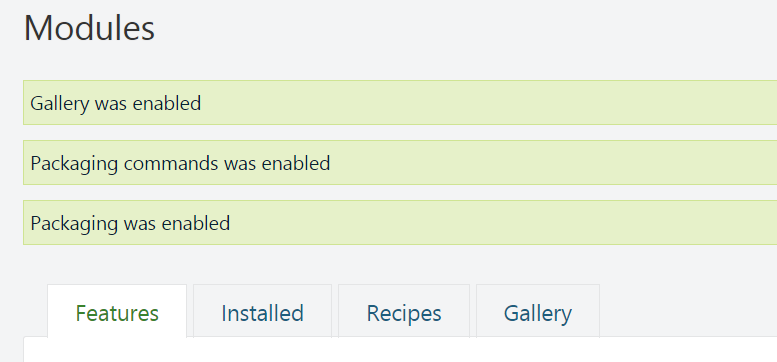 Modules
Gallery was enabled
Packaging commands was enabled
Packaging was enabled
Features Installed Recipes Gallery